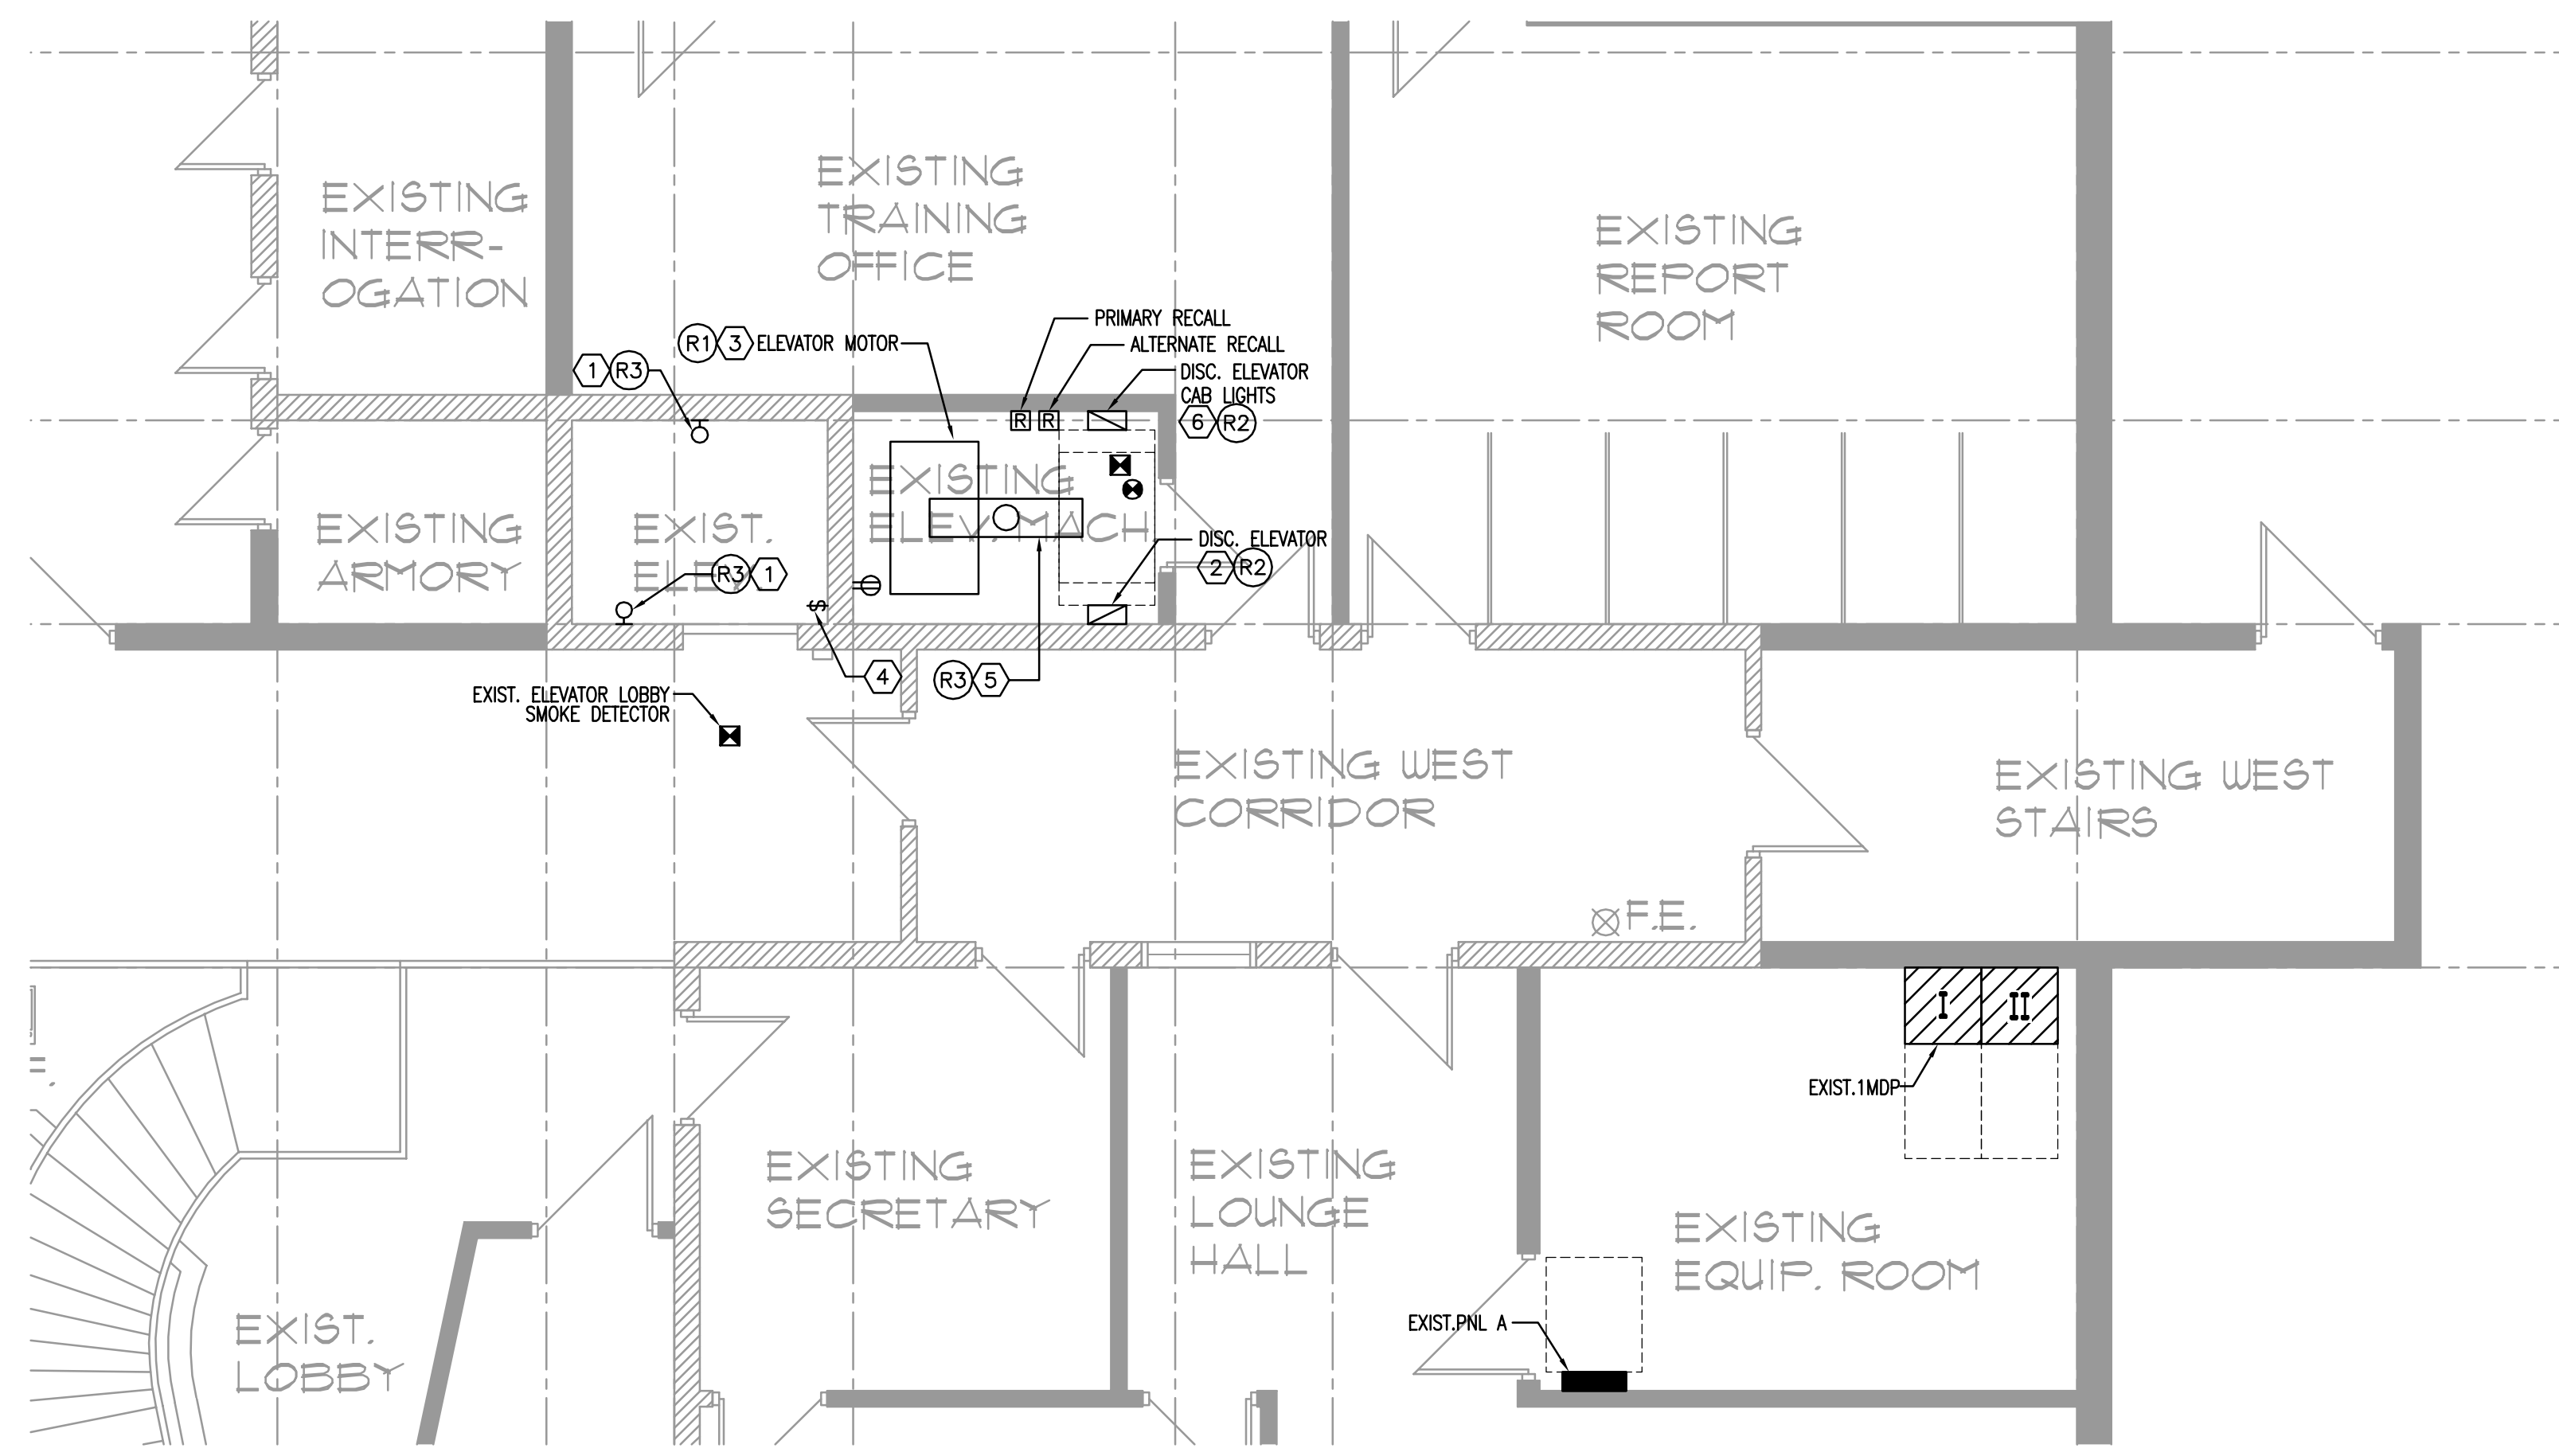 EXISTING
INTERR-
OGATION
EXISTING
TRAINING
OFFICE
EXISTING
REPORT
ROOM
PRIMARY RECALL
ALTERNATE RECALL
DISC. ELEVATOR
CAB LIGHTS
6 R2
R1 3 ELEVATOR MOTOR
1 R3
R R
EXISTING
ELEV. MACH.
EXISTING
ARMORY
EXIST.
ELEV.
R3 1
S
DISC. ELEVATOR
2 R2
4
R3 5
EXIST. ELEVATOR LOBBY
SMOKE DETECTOR
EXISTING WEST
CORRIDOR
EXISTING WEST
STAIRS
F.E.
I II
EXIST.1MDP
EXISTING
SECRETARY
EXISTING
LOUNGE
HALL
EXISTING
EQUIP. ROOM
EXIST.PNL A
EXIST.
LOBBY